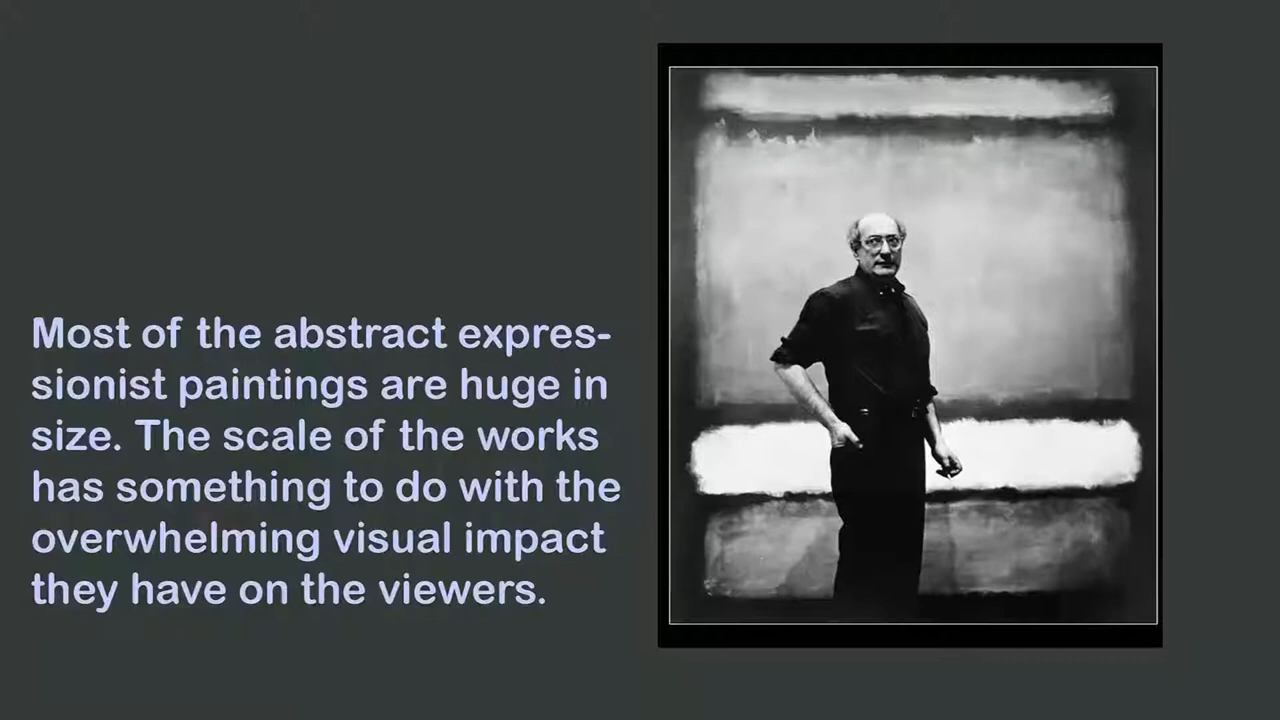 Most of the abstract expres-
sionist paintings are huge in
size. The scale of the works
has something to do with the
overwhelming visual impact
they have on the viewers.